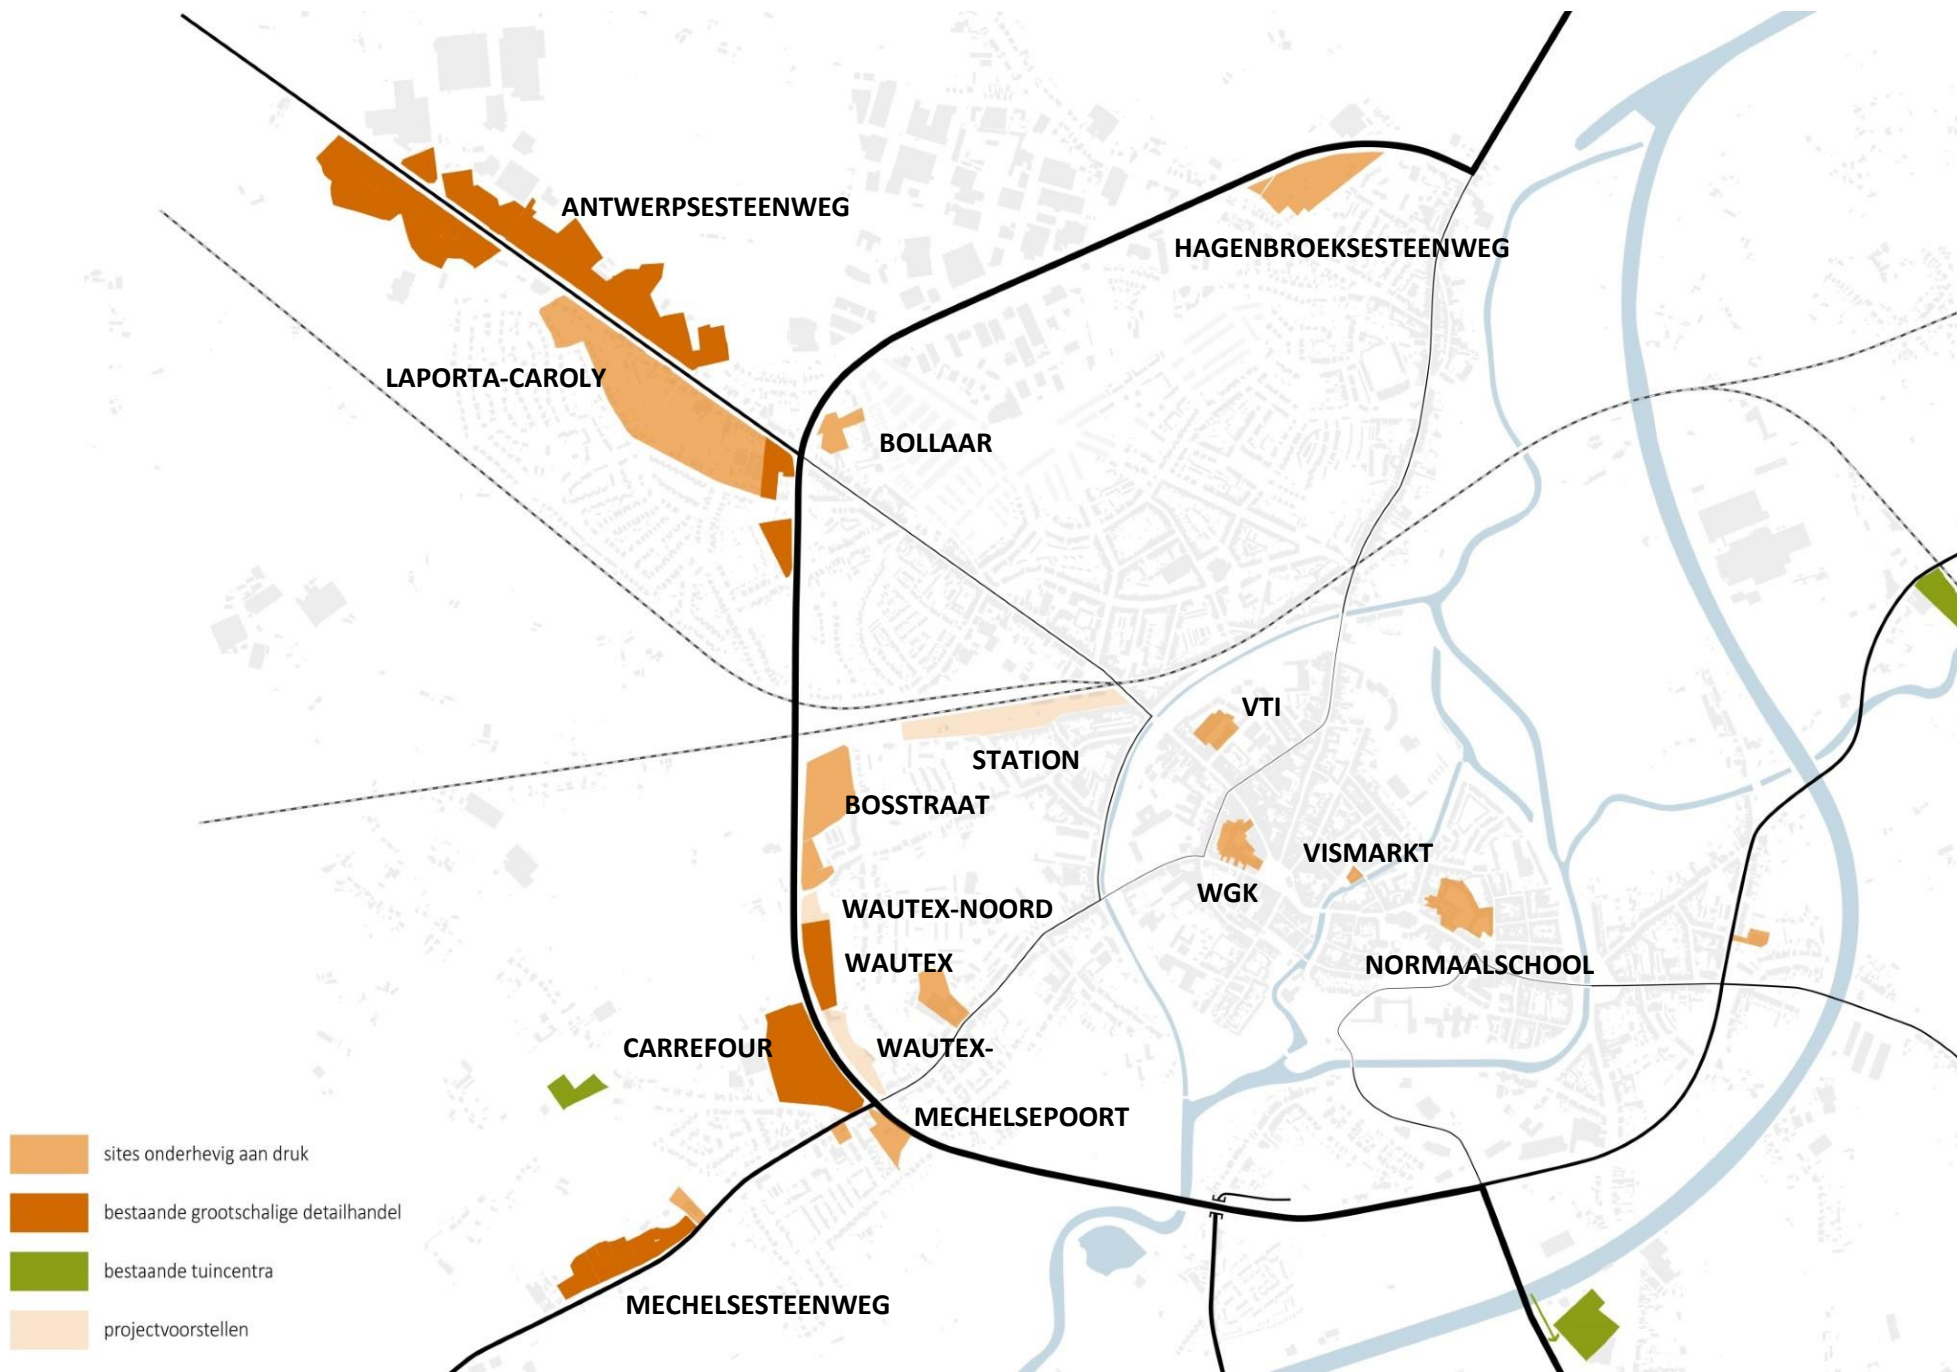 ANTWERPSESTEENWEG
HAGENBROEKSESTEENWEG
LAPORTA-CAROLY
BOLLAAR
VTI
STATION
BOSSTRAAT
VISMARKT
WGK
WAUTEX-NOORD
WAUTEX
NORMAALSCHOOL
CARREFOUR
WAUTEX-
MECHELSEPOORT
MECHELSESTEENWEG
sites onderhevig aan druk
bestaande grootschalige detailhandel
bestaande tuincentra
projectvoorstellen